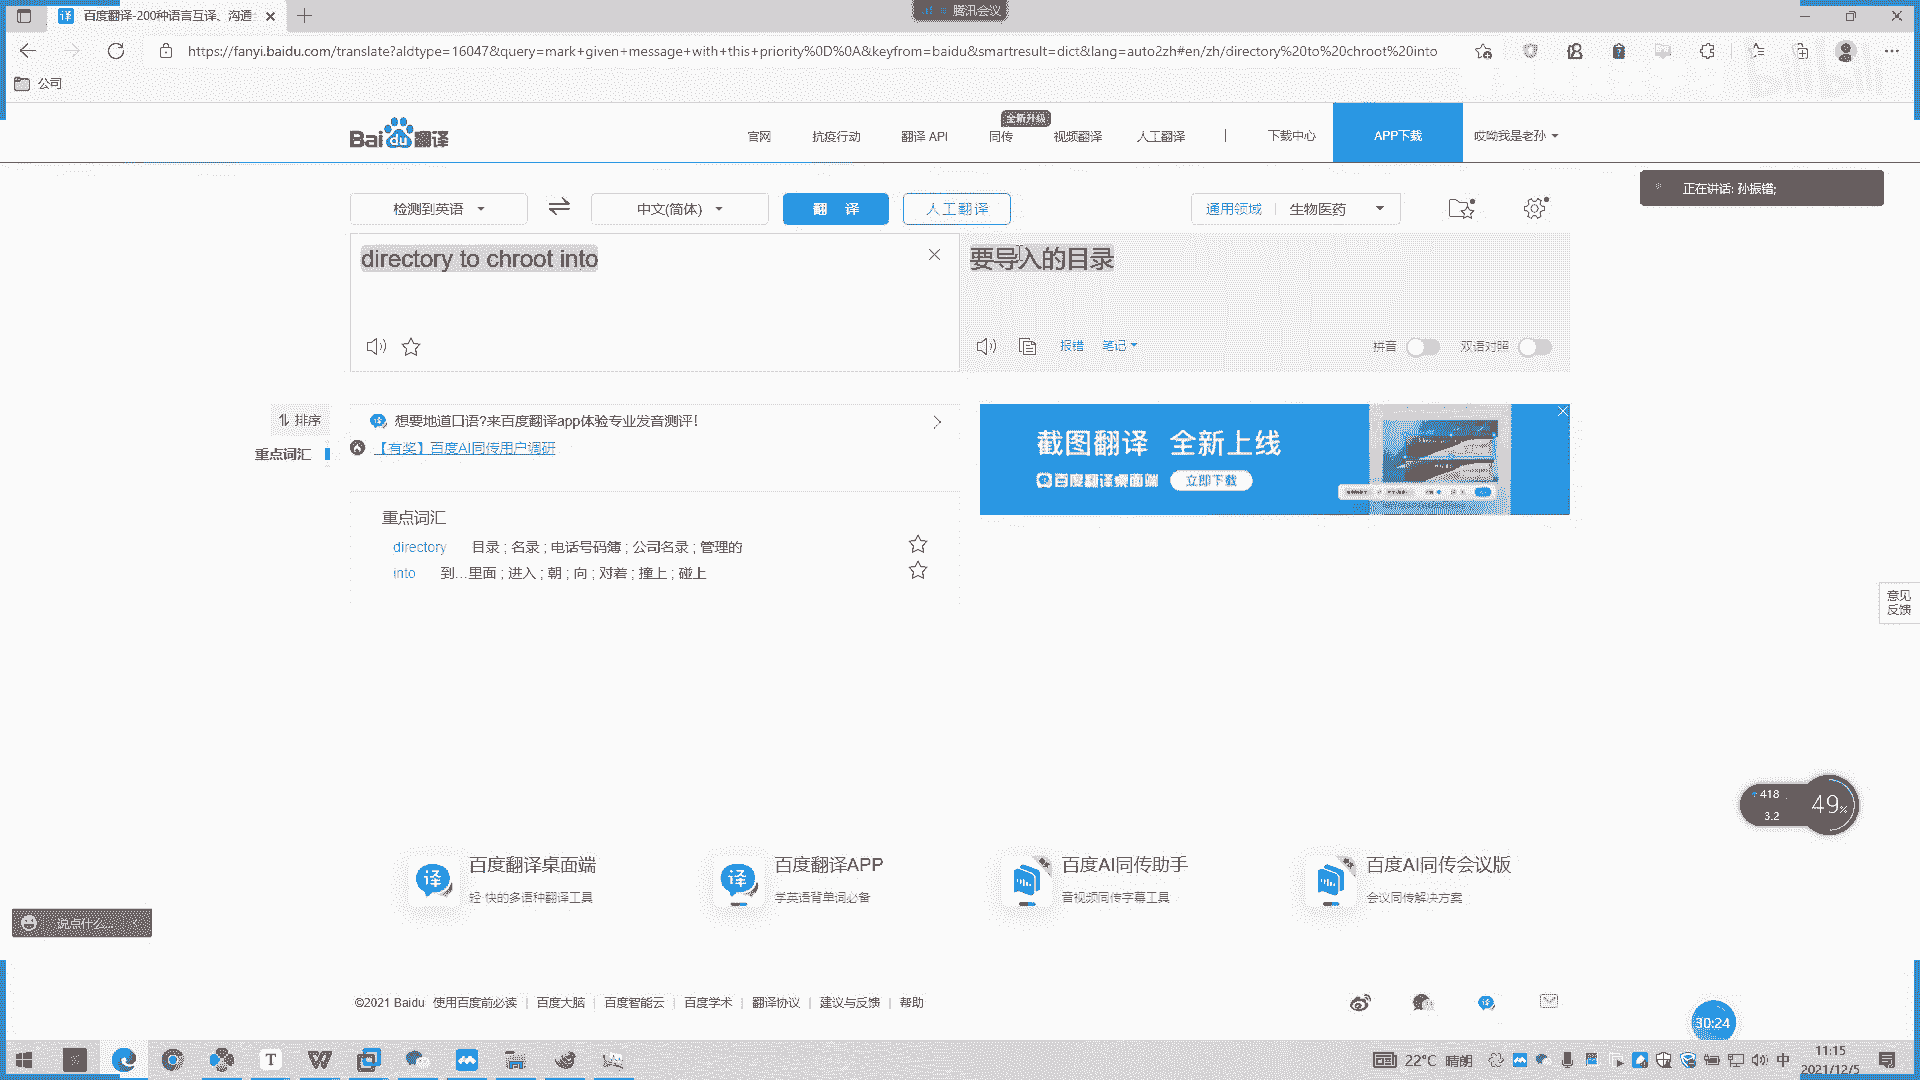 百度翻译-200种语言互译、沟通
腾讯会议
https://fanyi.baidu.com/translate?aldtype=16047&query=mark+given+message+with+this+priority%0D%0A&keyfrom=baidu&smartresult=dict&lang=auto2zh#en/zh/directory%20to%20chroot%20into
公司
bilibili
Bai du 翻译
官网
抗疫行动
翻译 API
同传
全新升级
视频翻译
人工翻译
下载中心
APP下载
哎呦我是老孙
正在讲话: 孙振错;
检测到英语
中文(简体)
翻 译
人工翻译
通用领域
生物医药
directory to chroot into
要导入的目录
报错
笔记
拼音
双语对照
排序
重点词汇
想要地道口语?来百度翻译app体验专业发音测评!
【有奖】百度AI同传用户调研
截图翻译 全新上线
百度翻译桌面端
立即下载
重点词汇
directory 目录 ; 名录 ; 电话号码簿 ; 公司名录 ; 管理的
into 到...里面 ; 进入 ; 朝 ; 向 ; 对着 ; 撞上 ; 碰上
意见
反馈
418
3.2
49%
译
百度翻译桌面端
轻·快的多语种翻译工具
译
百度翻译APP
学英语背单词必备
百度AI同传助手
音视频同传字幕工具
百度AI同传会议版
会议同传解决方案
说点什么...
©2021 Baidu 使用百度前必读 | 百度大脑 | 百度智能云 | 百度学术 | 翻译协议 | 建议与反馈 | 帮助
30:24
22°C 晴朗
中
11:15
2021/12/5